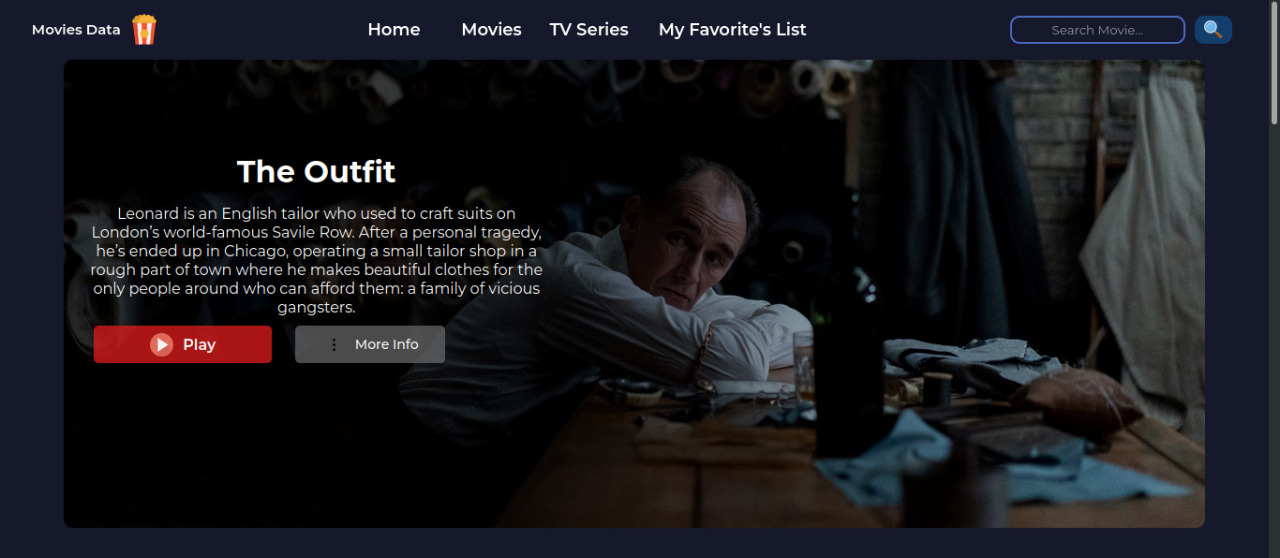 Movies Data
Home Movies TV Series My Favorite's List
Search Movie...
The Outfit
Leonard is an English tailor who used to craft suits on
London’s world-famous Savile Row. After a personal tragedy,
he’s ended up in Chicago, operating a small tailor shop in a
rough part of town where he makes beautiful clothes for the
only people around who can afford them: a family of vicious
gangsters.
Play
More Info